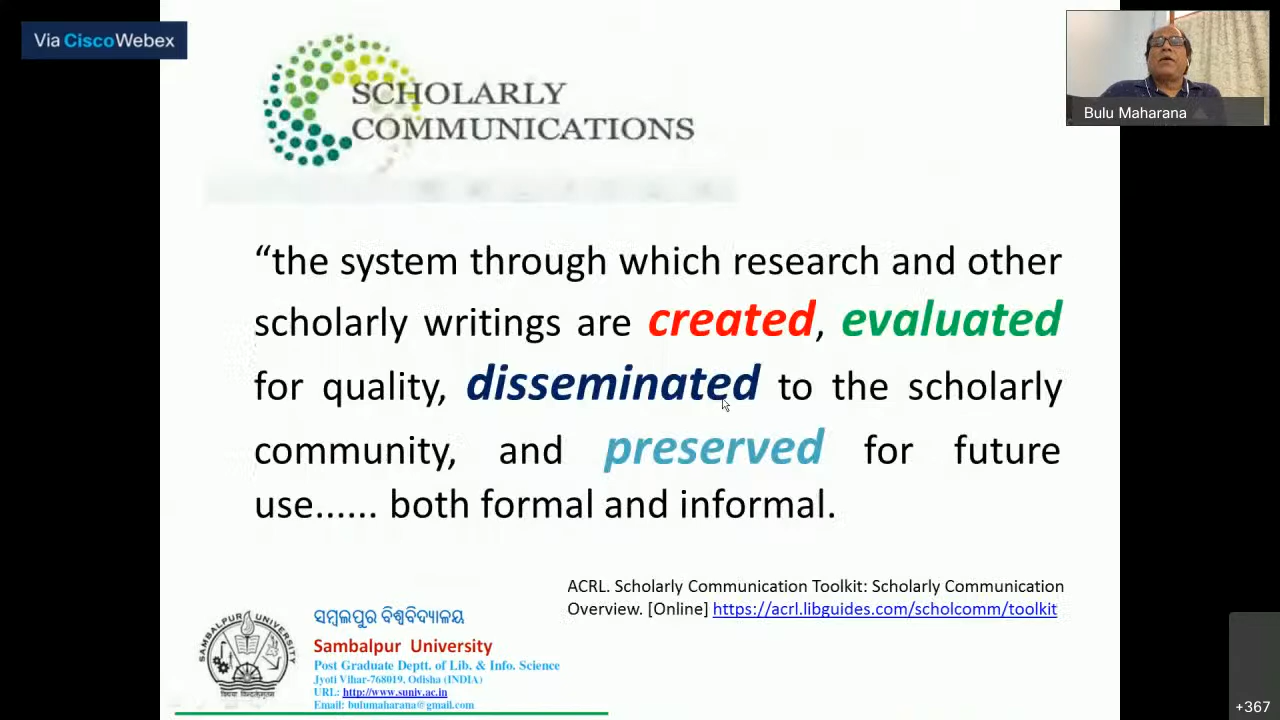 Via CiscoWebex
SCHOLARLY
COMMUNICATIONS
Bulu Maharana
“the system through which research and other
scholarly writings are created, evaluated
for quality, disseminated to the scholarly
community, and preserved for future
use...... both formal and informal.
ACRL. Scholarly Communication Toolkit: Scholarly Communication
Overview. [Online] https://acrl.libguides.com/scholcomm/toolkit
SAMBALPUR UNIVERSITY
ସମ୍ବଲପୁର ବିଶ୍ଵବିଦ୍ୟାଳୟ
Sambalpur University
Post Graduate Deptt. of Lib. & Info. Science
Jyoti Vihar-768019, Odisha (INDIA)
URL: http://www.suniv.ac.in
Email: bulumaharana@gmail.com
+367